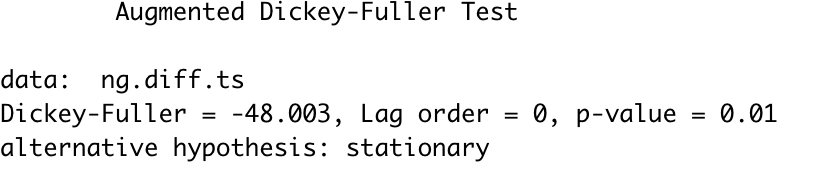 Augmented Dickey-Fuller Test
data:  ng.diff.ts
Dickey-Fuller = -48.003, Lag order = 0, p-value = 0.01
alternative hypothesis: stationary